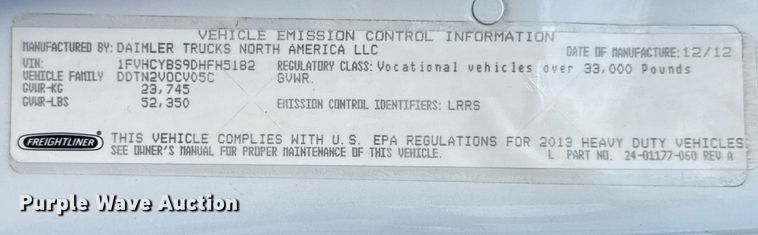 VEHICLE EMISSION CONTROL INFORMATION
MANUFACTURED BY: DAIMLER TRUCKS NORTH AMERICA LLC DATE OF MANUFACTURE: 12/12
VIN: 1FVHCYBS9DHFH5182 REGULATORY CLASS: Vocational vehicles over 33,000 Pounds
VEHICLE FAMILY DDTN2VOCV05C GVWR.
GVWR-KG 23,745
GVWR-LBS 52,350 EMISSION CONTROL IDENTIFIERS: LRRS
FREIGHTLINER THIS VEHICLE COMPLIES WITH U.S. EPA REGULATIONS FOR 2013 HEAVY DUTY VEHICLES.
SEE OWNER'S MANUAL FOR PROPER MAINTENANCE OF THIS VEHICLE. L PART NO. 24-01177-060 REV A
Purple Wave Auction